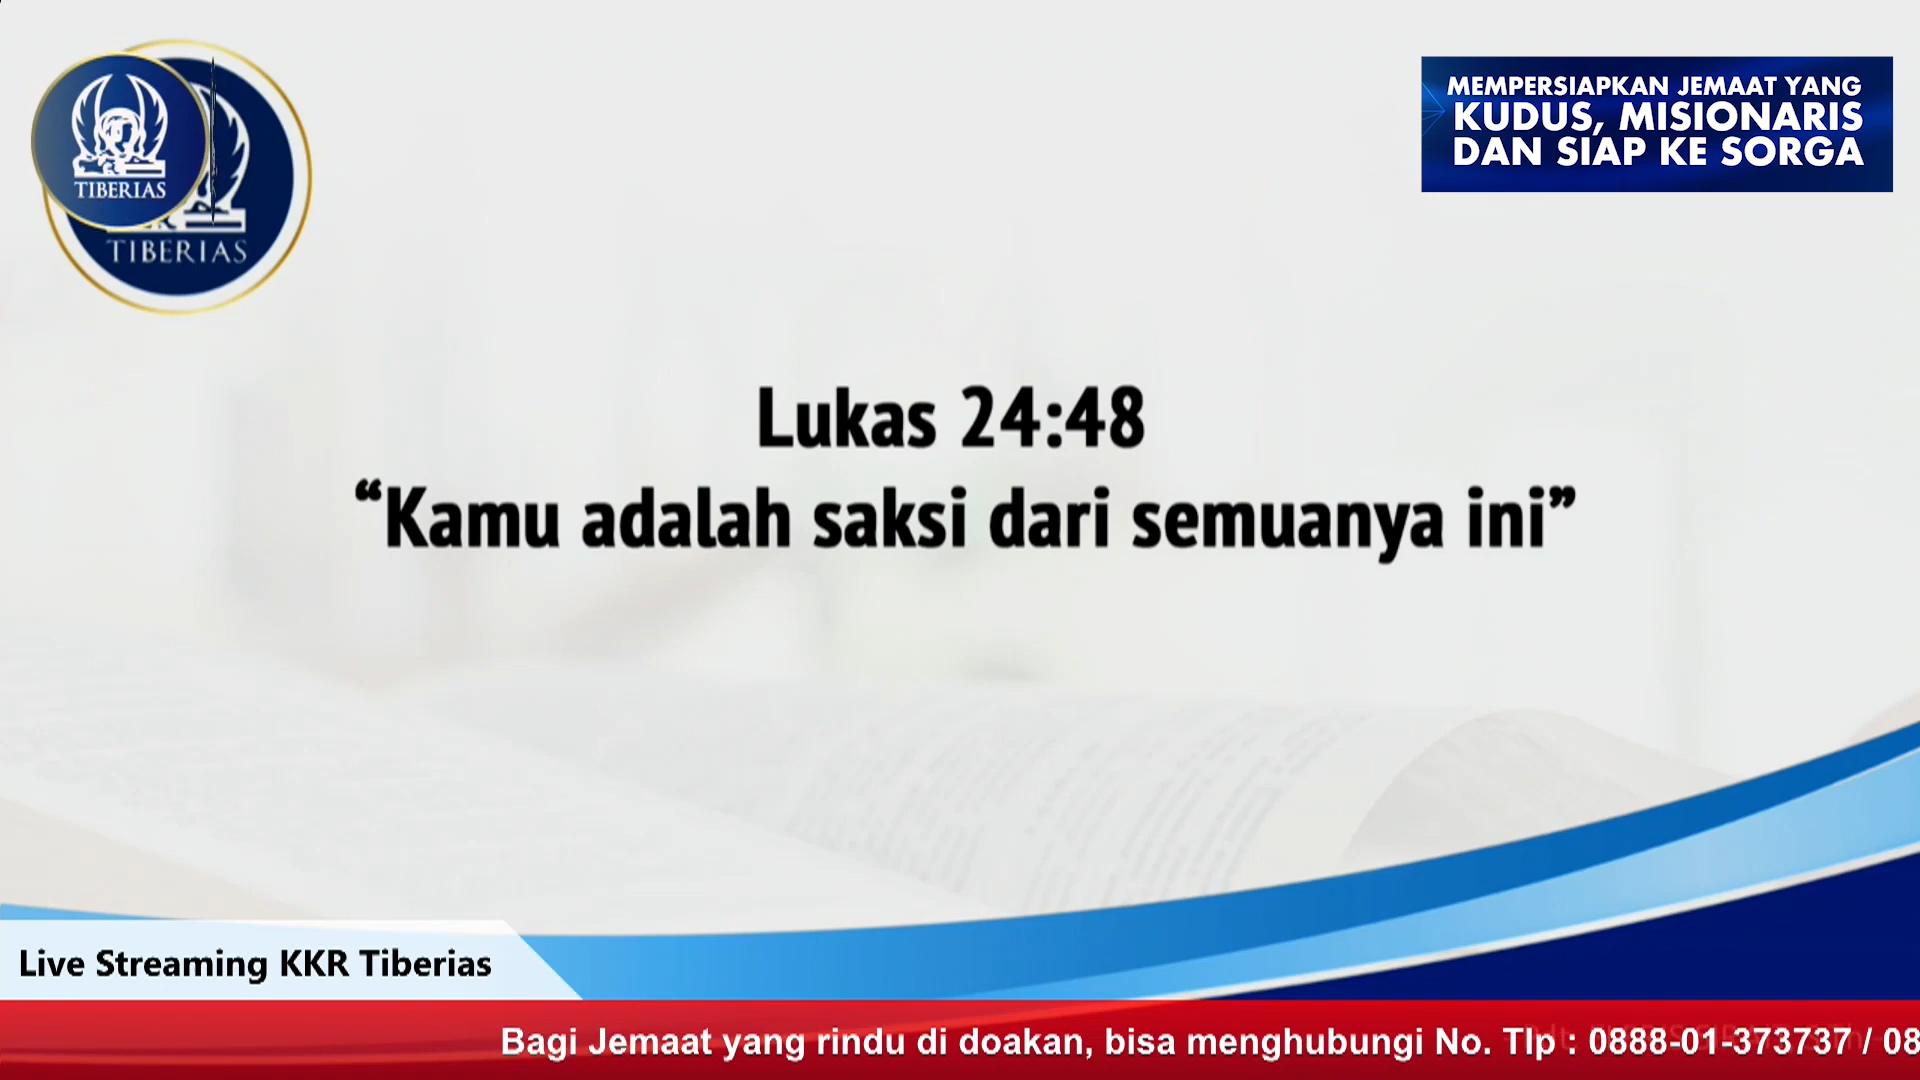 TIBERIAS
TIBERIAS
MEMPERSIAPKAN JEMAAT YANG
KUDUS, MISIONARIS
DAN SIAP KE SORGA
Lukas 24:48
“Kamu adalah saksi dari semuanya ini”
Live Streaming KKR Tiberias
Bagi Jemaat yang rindu di doakan, bisa menghubungi No. Tlp : 0888-01-373737 / 08